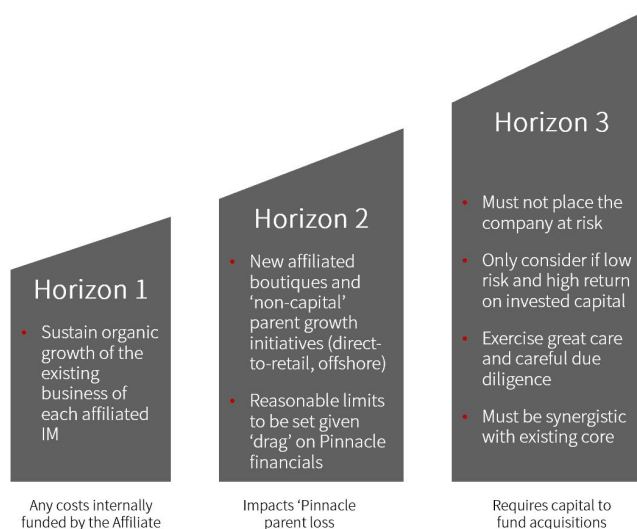 Horizon 1
• Sustain organic
growth of the
existing
business of
each affiliated
IM
Any costs internally
funded by the Affiliate
Horizon 2
• New affiliated
boutiques and
‘non-capital’
parent growth
initiatives (direct-
to-retail, offshore)
• Reasonable limits
to be set given
‘drag’ on Pinnacle
financials
Impacts ‘Pinnacle
parent loss
Horizon 3
• Must not place the
company at risk
• Only consider if low
risk and high return
on invested capital
• Exercise great care
and careful due
diligence
• Must be synergistic
with existing core
Requires capital to
fund acquisitions